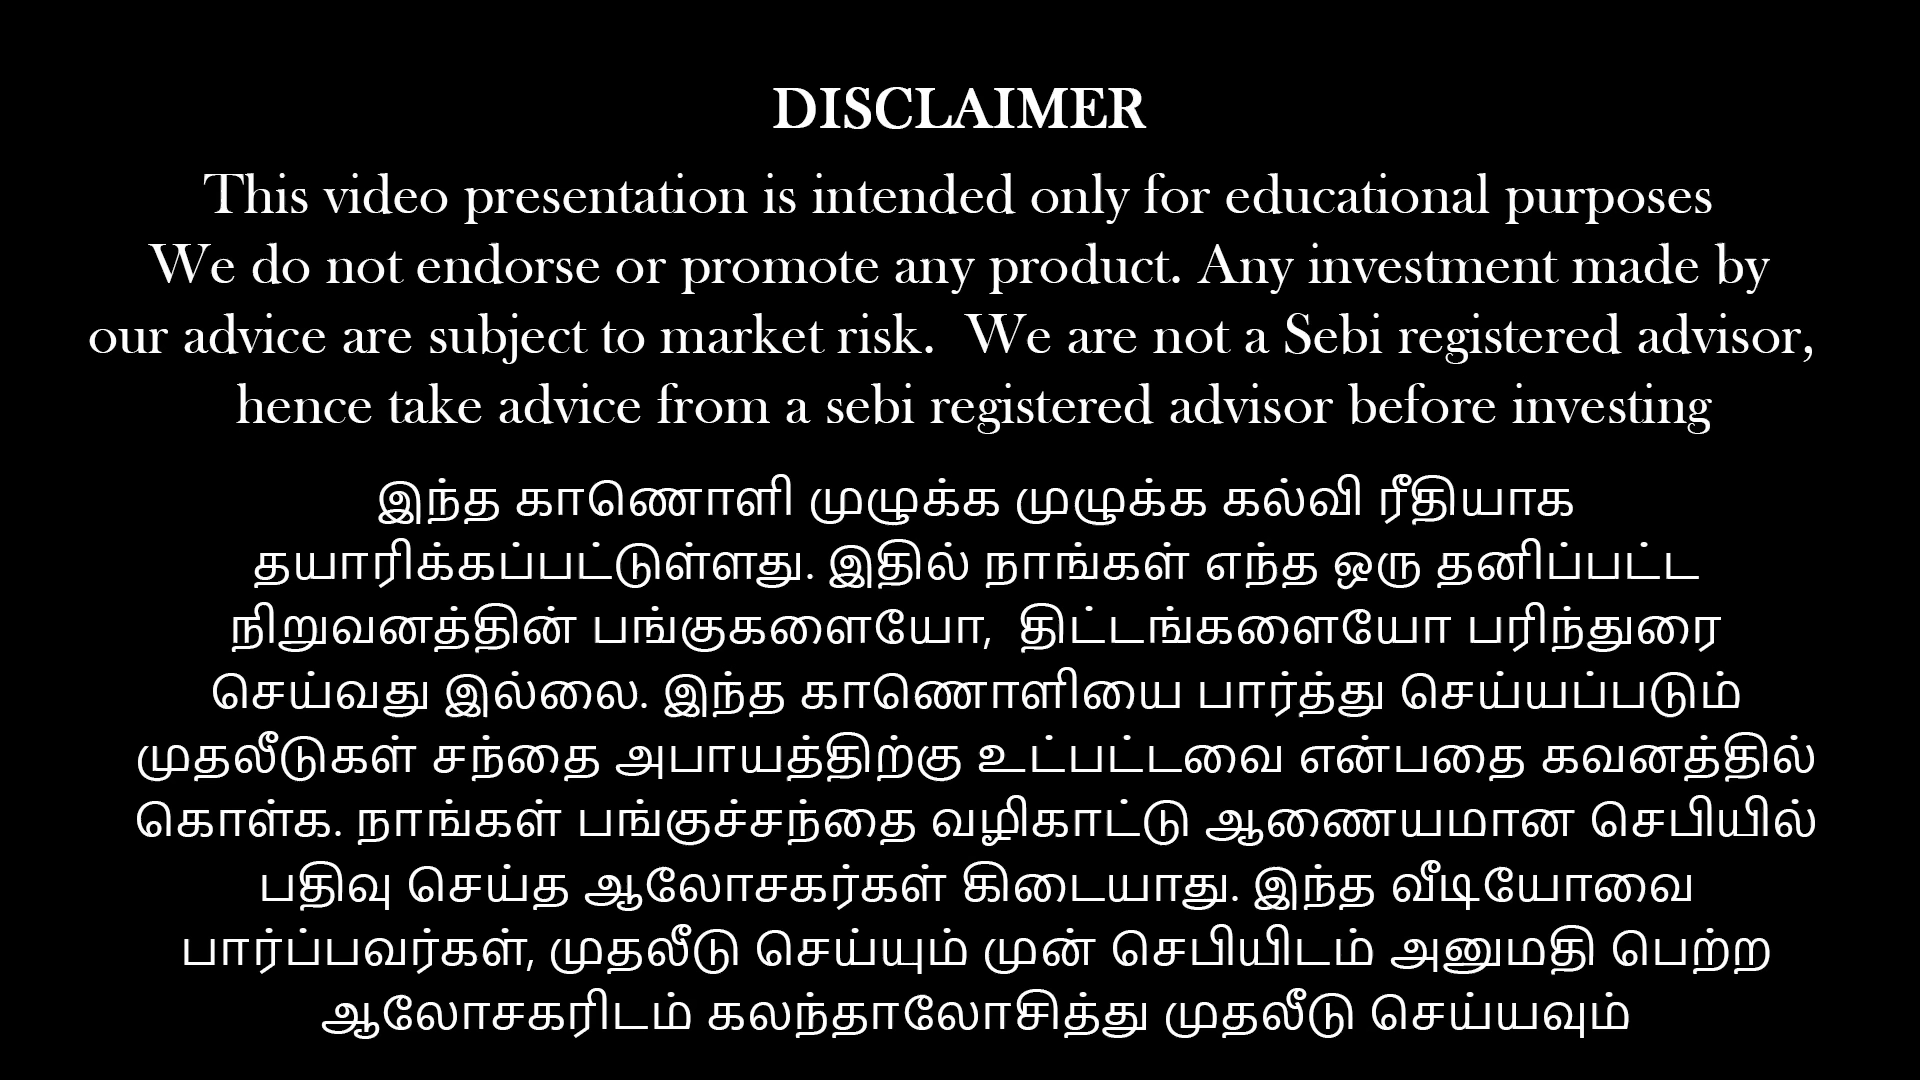 DISCLAIMER
This video presentation is intended only for educational purposes
We do not endorse or promote any product. Any investment made by
our advice are subject to market risk.  We are not a Sebi registered advisor,
hence take advice from a sebi registered advisor before investing
இந்த காணொளி முழுக்க முழுக்க கல்வி ரீதியாக
தயாரிக்கப்பட்டுள்ளது. இதில் நாங்கள் எந்த ஒரு தனிப்பட்ட
நிறுவனத்தின் பங்குகளையோ,  திட்டங்களையோ பரிந்துரை
செய்வது இல்லை. இந்த காணொளியை பார்த்து செய்யப்படும்
முதலீடுகள் சந்தை அபாயத்திற்கு உட்பட்டவை என்பதை கவனத்தில்
கொள்க. நாங்கள் பங்குச்சந்தை வழிகாட்டு ஆணையமான செபியில்
பதிவு செய்த ஆலோசகர்கள் கிடையாது. இந்த வீடியோவை
பார்ப்பவர்கள், முதலீடு செய்யும் முன் செபியிடம் அனுமதி பெற்ற
ஆலோசகரிடம் கலந்தாலோசித்து முதலீடு செய்யவும்